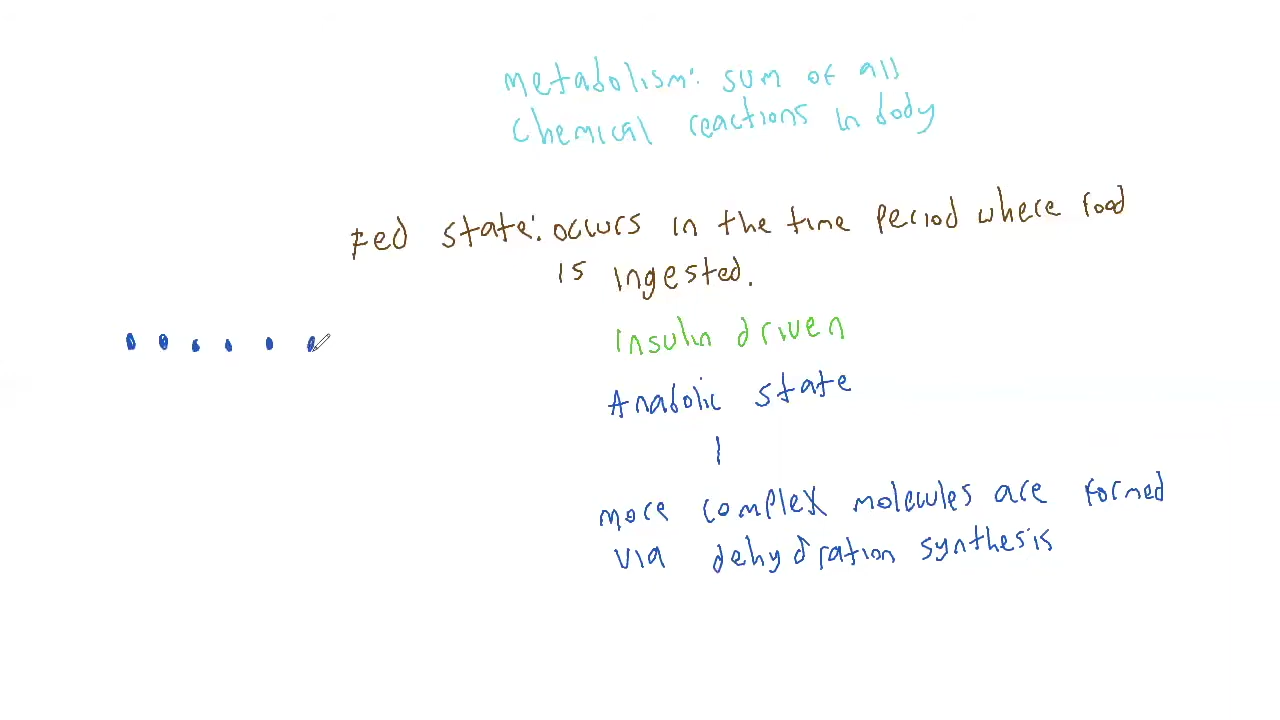 metabolism: sum of all
chemical reactions in body
Fed state: occurs in the time period where food
is ingested.
Insulin driven
Anabolic state
more complex molecules are formed
via dehydration synthesis